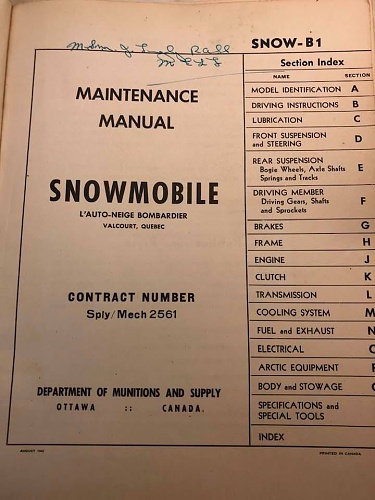 SNOW-B1
MAINTENANCE
MANUAL
SNOWMOBILE
L'AUTO-NEIGE BOMBARDIER
VALCOURT, QUEBEC
CONTRACT NUMBER
Sply/Mech 2561
DEPARTMENT OF MUNITIONS AND SUPPLY
OTTAWA :: CANADA.
Section Index
NAME SECTION
MODEL IDENTIFICATION A
DRIVING INSTRUCTIONS B
LUBRICATION C
FRONT SUSPENSION
and STEERING D
REAR SUSPENSION
Bogie Wheels, Axle Shafts E
Springs and Tracks
DRIVING MEMBER
Driving Gears, Shafts F
and Sprockets
BRAKES G
FRAME H
ENGINE J
CLUTCH K
TRANSMISSION L
COOLING SYSTEM M
FUEL and EXHAUST N
ELECTRICAL
ARCTIC EQUIPMENT
BODY and STOWAGE
SPECIFICATIONS and
SPECIAL TOOLS
INDEX
PRINTED IN CANADA